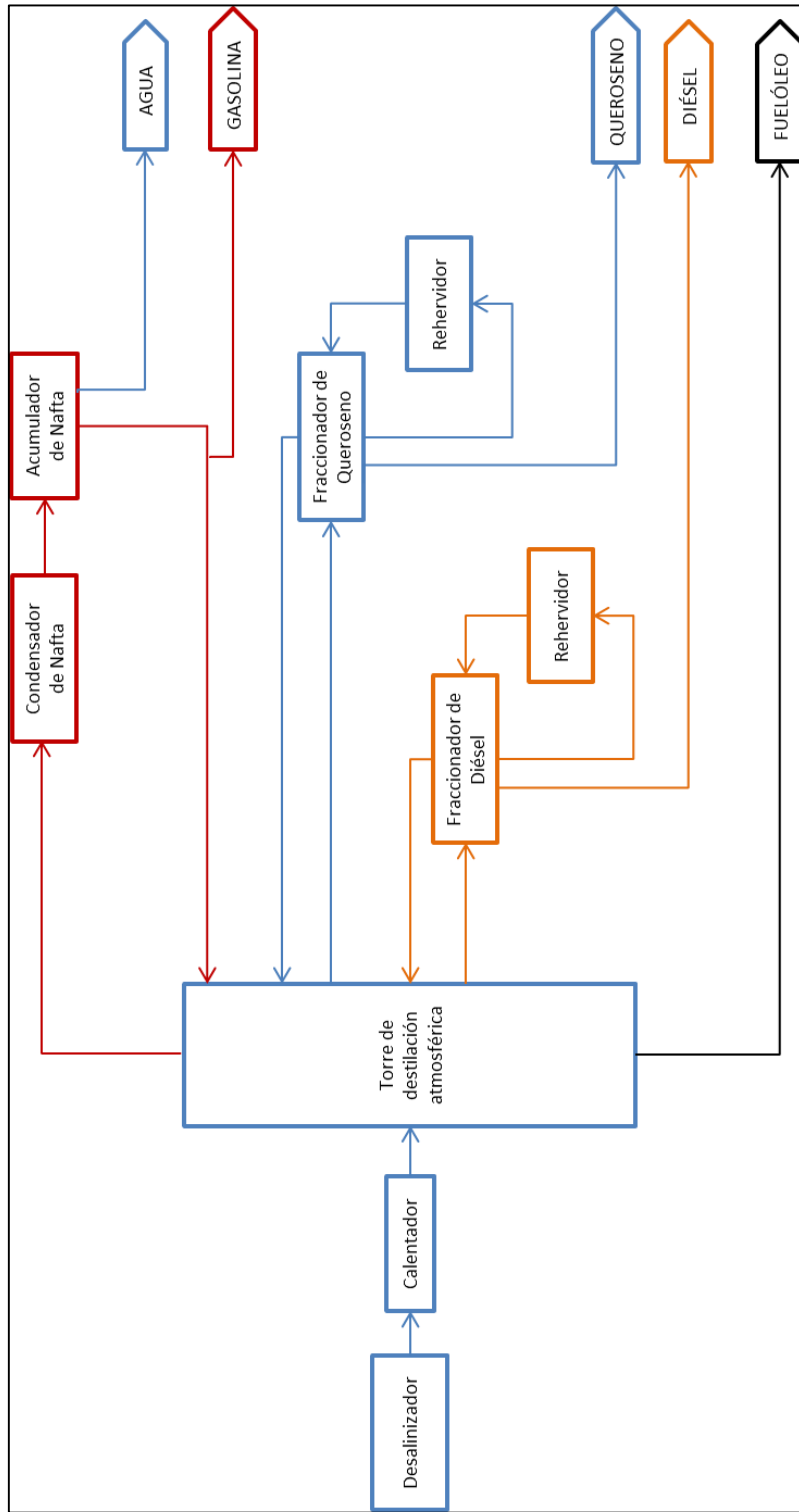 Desalinizador
Calentador
Torre de
destilación
atmosférica
Condensador
de Nafta
Acumulador
de Nafta
AGUA
GASOLINA
Fraccionador de
Queroseno
Rehervidor
QUEROSENO
Fraccionador de
Diésel
Rehervidor
DIÉSEL
FUELÓLEO